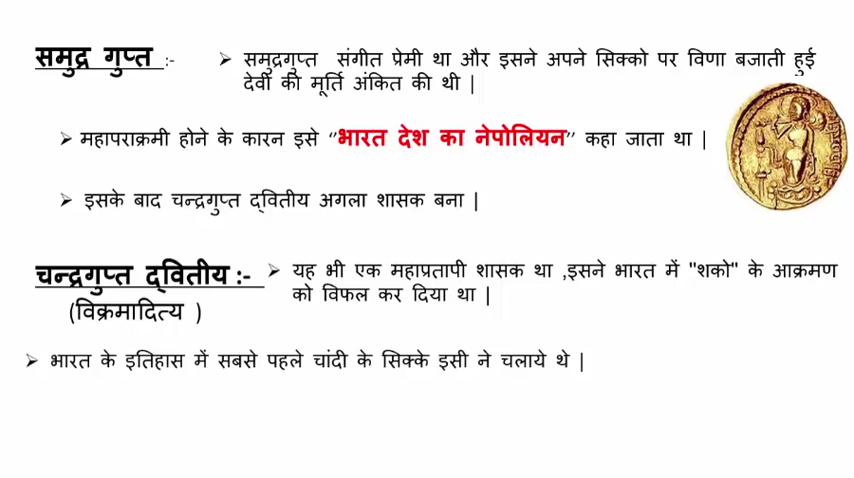 समुद्र गुप्त :- ➢ समुद्रगुप्त संगीत प्रेमी था और इसने अपने सिक्को पर विणा बजाती हुई
देवी की मूर्ति अंकित की थी |
➢ महापराक्रमी होने के कारन इसे “भारत देश का नेपोलियन” कहा जाता था |
➢ इसके बाद चन्द्रगुप्त द्वितीय अगला शासक बना |
चन्द्रगुप्त द्वितीय :- ➢ यह भी एक महाप्रतापी शासक था ,इसने भारत में "शको" के आक्रमण
को विफल कर दिया था |
(विक्रमादित्य )
➢ भारत के इतिहास में सबसे पहले चांदी के सिक्के इसी ने चलाये थे |